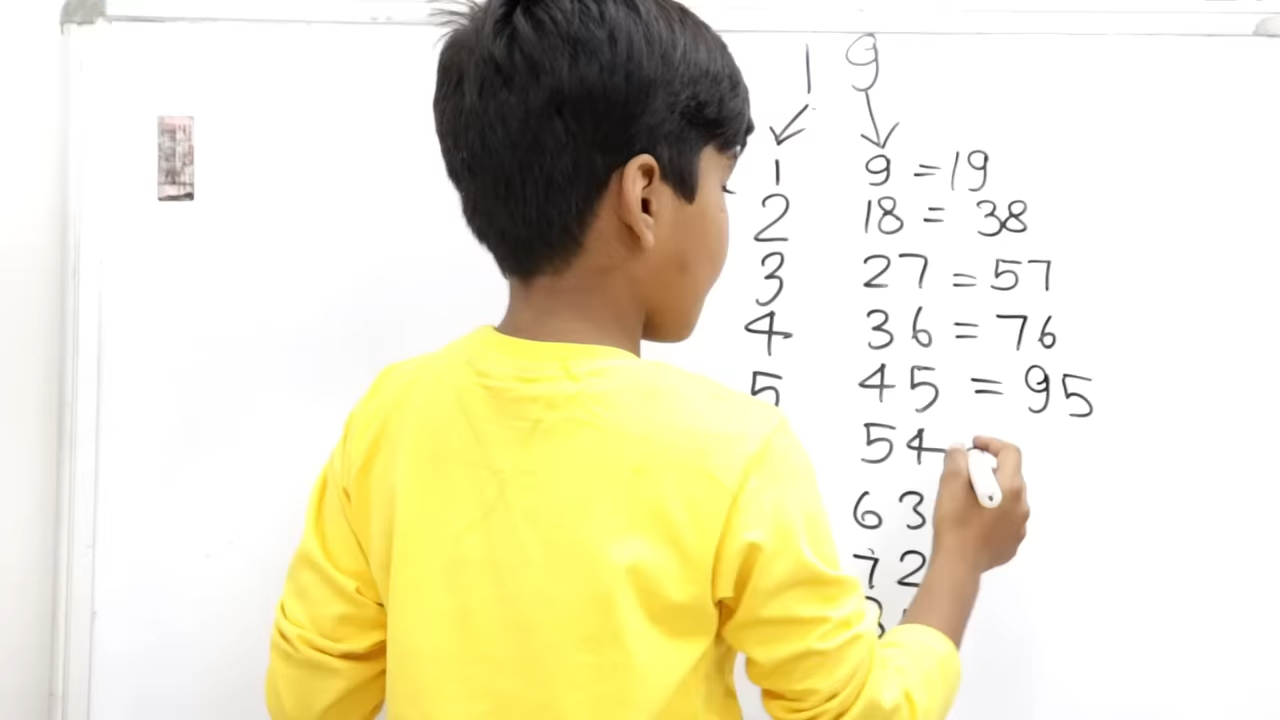 1 9
1 9 = 19
2 18 = 38
3 27 = 57
4 36 = 76
5 45 = 95
54
63
72